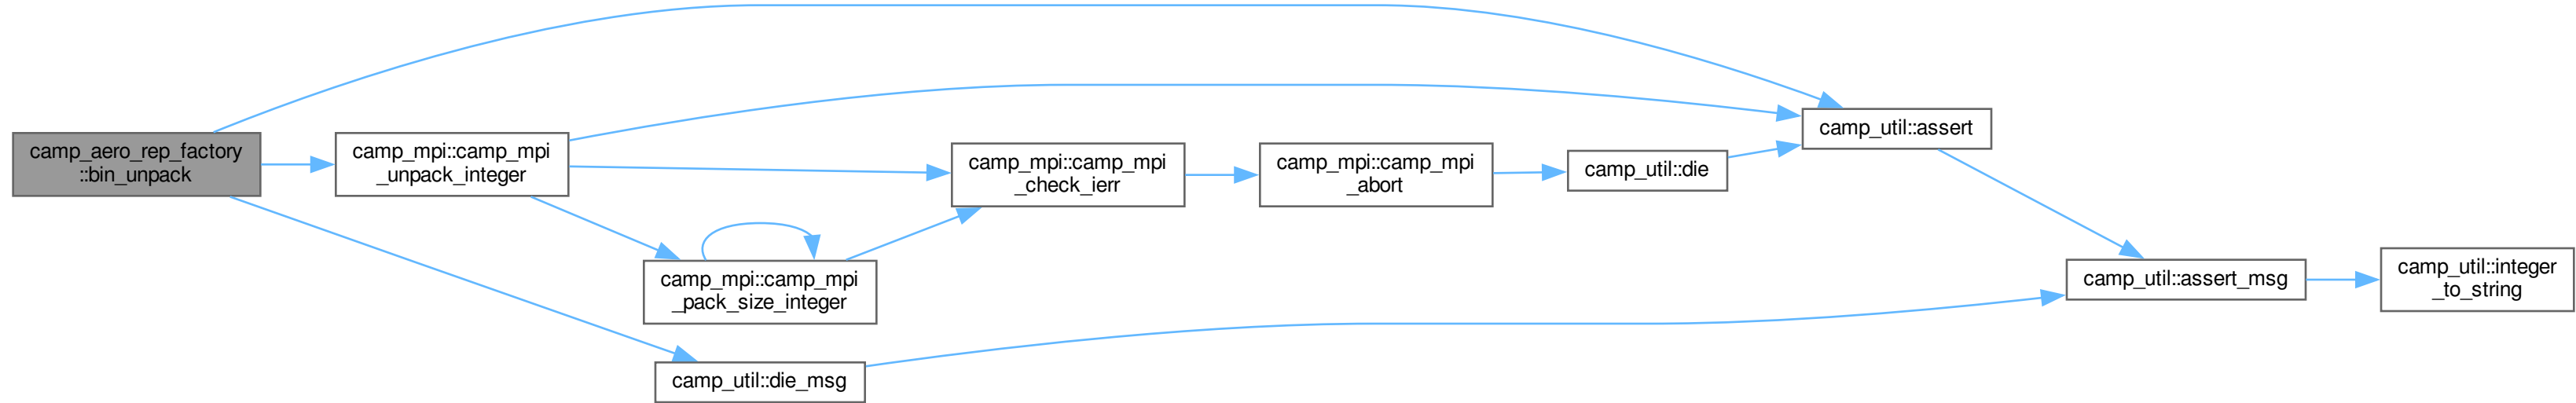 camp_aero_rep_factory
::bin_unpack
camp_mpi::camp_mpi
_unpack_integer
camp_mpi::camp_mpi
_pack_size_integer
camp_util::die_msg
camp_mpi::camp_mpi
_check_ierr
camp_mpi::camp_mpi
_abort
camp_util::die
camp_util::assert
camp_util::assert_msg
camp_util::integer
_to_string